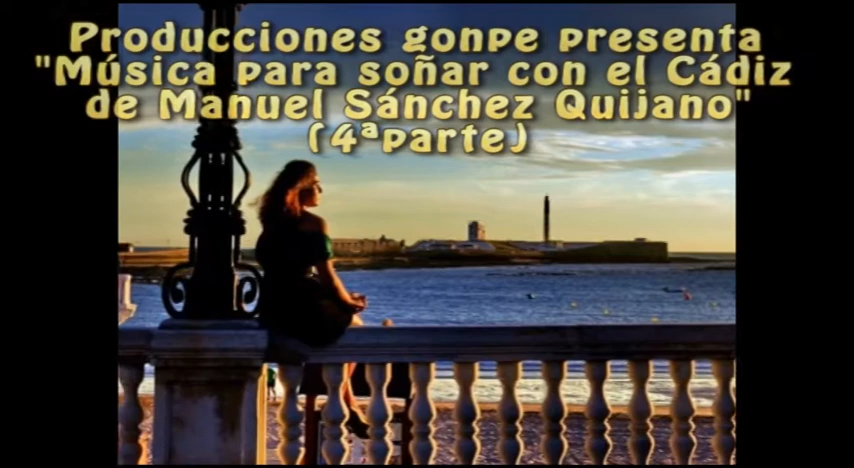 Producciones gonpe presenta
"Música para soñar con el Cádiz
de Manuel Sánchez Quijano"
(4ªparte)